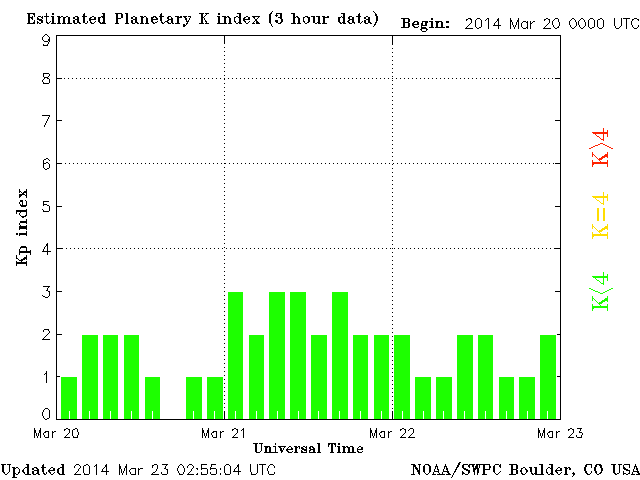 Estimated Planetary K index (3 hour data)
Begin: 2014 Mar 20 0000 UTC
9
8
7
6
5
4
3
2
1
0
Kp index
K>4
K=4
K<4
Mar 20
Mar 21
Mar 22
Mar 23
Universal Time
Updated 2014 Mar 23 02:55:04 UTC
NOAA/SWPC Boulder, CO USA